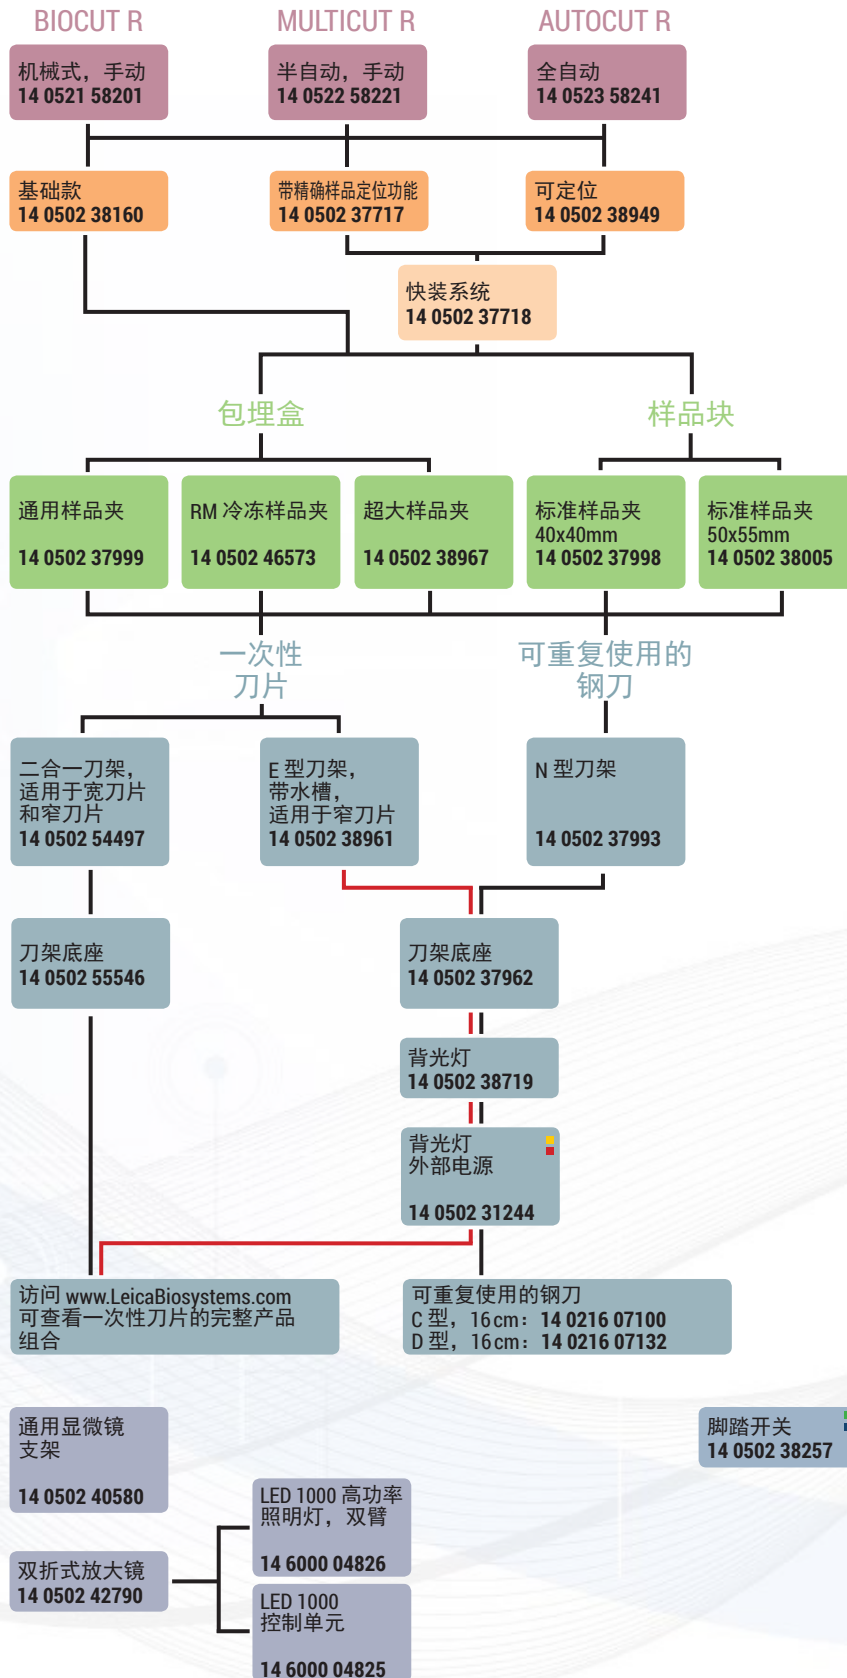 BIOCUT R
MULTICUT R
AUTOCUT R
机械式，手动
14 0521 58201
半自动，手动
14 0522 58221
全自动
14 0523 58241
基础款
14 0502 38160
带精确样品定位功能
14 0502 37717
可定位
14 0502 38949
快装系统
14 0502 37718
包埋盒
样品块
通用样品夹
14 0502 37999
RM 冷冻样品夹
14 0502 46573
超大样品夹
14 0502 38967
标准样品夹
40x40mm
14 0502 37998
标准样品夹
50x55mm
14 0502 38005
一次性
刀片
可重复使用的
钢刀
二合一刀架，
适用于宽刀片
和窄刀片
14 0502 54497
E 型刀架，
带水槽，
适用于窄刀片
14 0502 38961
N 型刀架
14 0502 37993
刀架底座
14 0502 55546
刀架底座
14 0502 37962
背光灯
14 0502 38719
背光灯
外部电源
14 0502 31244
访问 www.LeicaBiosystems.com
可查看一次性刀片的完整产品
组合
可重复使用的钢刀
C 型，16cm：14 0216 07100
D 型，16cm：14 0216 07132
通用显微镜
支架
14 0502 40580
脚踏开关
14 0502 38257
双折式放大镜
14 0502 42790
LED 1000 高功率
照明灯，双臂
14 6000 04826
LED 1000
控制单元
14 6000 04825